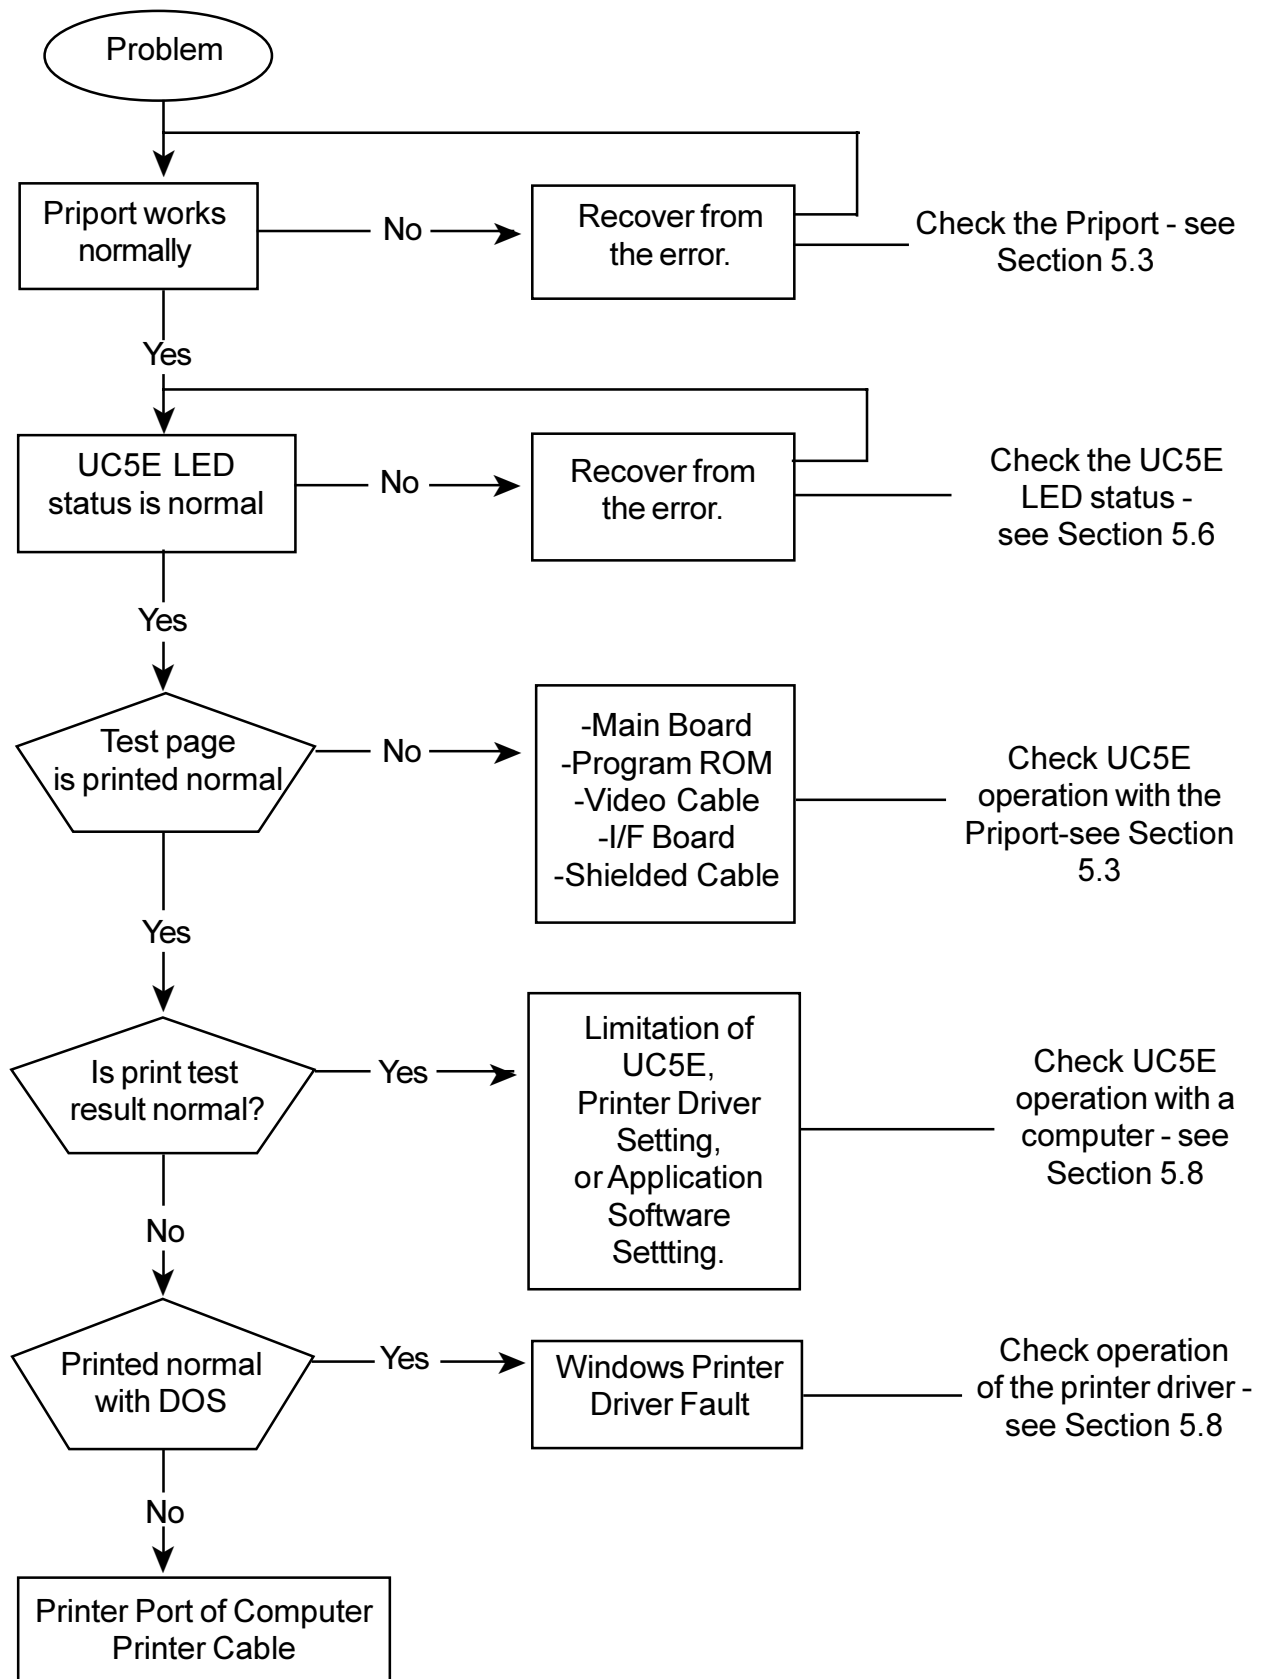 Problem
Priport works
normally
No
Recover from
the error.
Check the Priport - see
Section 5.3
Yes
UC5E LED
status is normal
No
Recover from
the error.
Check the UC5E
LED status -
see Section 5.6
Yes
Test page
is printed normal
No
-Main Board
-Program ROM
-Video Cable
-I/F Board
-Shielded Cable
Check UC5E
operation with the
Priport-see Section
5.3
Yes
Is print test
result normal?
Yes
Limitation of
UC5E,
Printer Driver
Setting,
or Application
Software
Settting.
Check UC5E
operation with a
computer - see
Section 5.8
No
Printed normal
with DOS
Yes
Windows Printer
Driver Fault
Check operation
of the printer driver -
see Section 5.8
No
Printer Port of Computer
Printer Cable